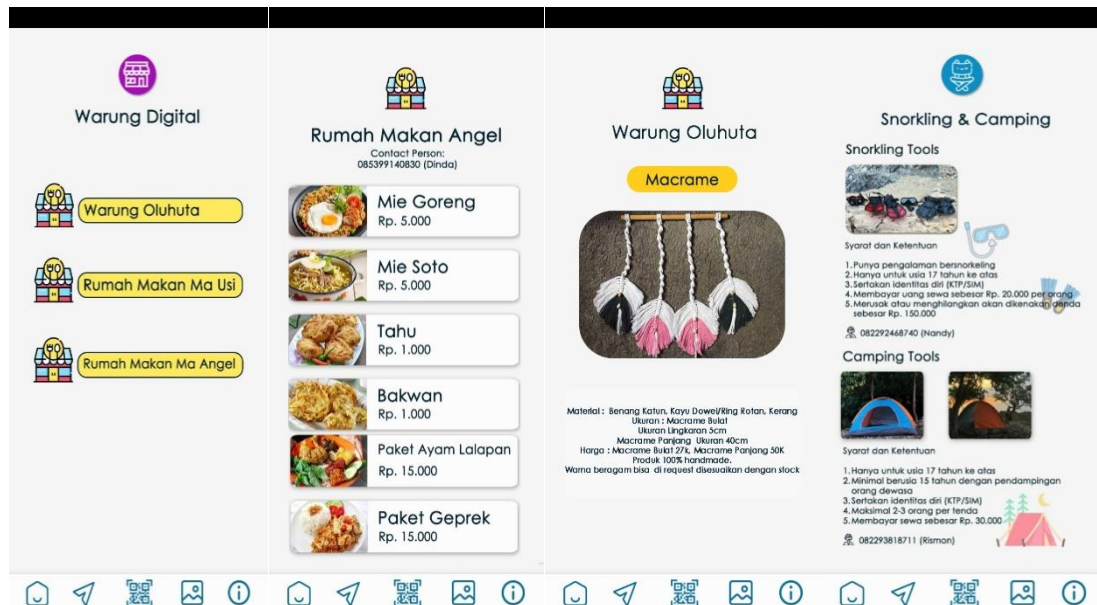 Warung Digital
Warung Oluhuta
Rumah Makan Ma Usi
Rumah Makan Ma Angel
Rumah Makan Angel
Contact Person:
085399140830 (Dinda)
Mie Goreng
Rp. 5.000
Mie Soto
Rp. 5.000
Tahu
Rp. 1.000
Bakwan
Rp. 1.000
Paket Ayam Lalapan
Rp. 15.000
Paket Geprek
Rp. 15.000
Warung Oluhuta
Macrame
Material : Benang Katun, Kayu Dowel/Ring Rotan, Kerang
Ukuran : Macrame Bulat
Ukuran Lingkaran 5cm
Macrame Panjang Ukuran 40cm
Harga : Macrame Bulat 27k, Macrame Panjang 50K
Produk 100% handmade.
Warna beragam bisa di request disesuaikan dengan stock
Snorkling & Camping
Snorkling Tools
Syarat dan Ketentuan
1.Punya pengalaman bersnorkeling
2.Hanya untuk usia 17 tahun ke atas
3.Sertakan identitas diri (KTP/SIM)
4.Membayar uang sewa sebesar Rp. 20.000 per orang
5.Merusak atau menghilangkan akan dikenakan denda
sebesar Rp. 150.000
082292468740 (Nandy)
Camping Tools
Syarat dan Ketentuan
1.Hanya untuk usia 17 tahun ke atas
2.Minimal berusia 15 tahun dengan pendampingan
orang dewasa
3.Sertakan identitas diri (KTP/SIM)
4.Maksimal 2-3 orang per tenda
5.Membayar sewa sebesar Rp. 30.000
082293818711 (Rismon)